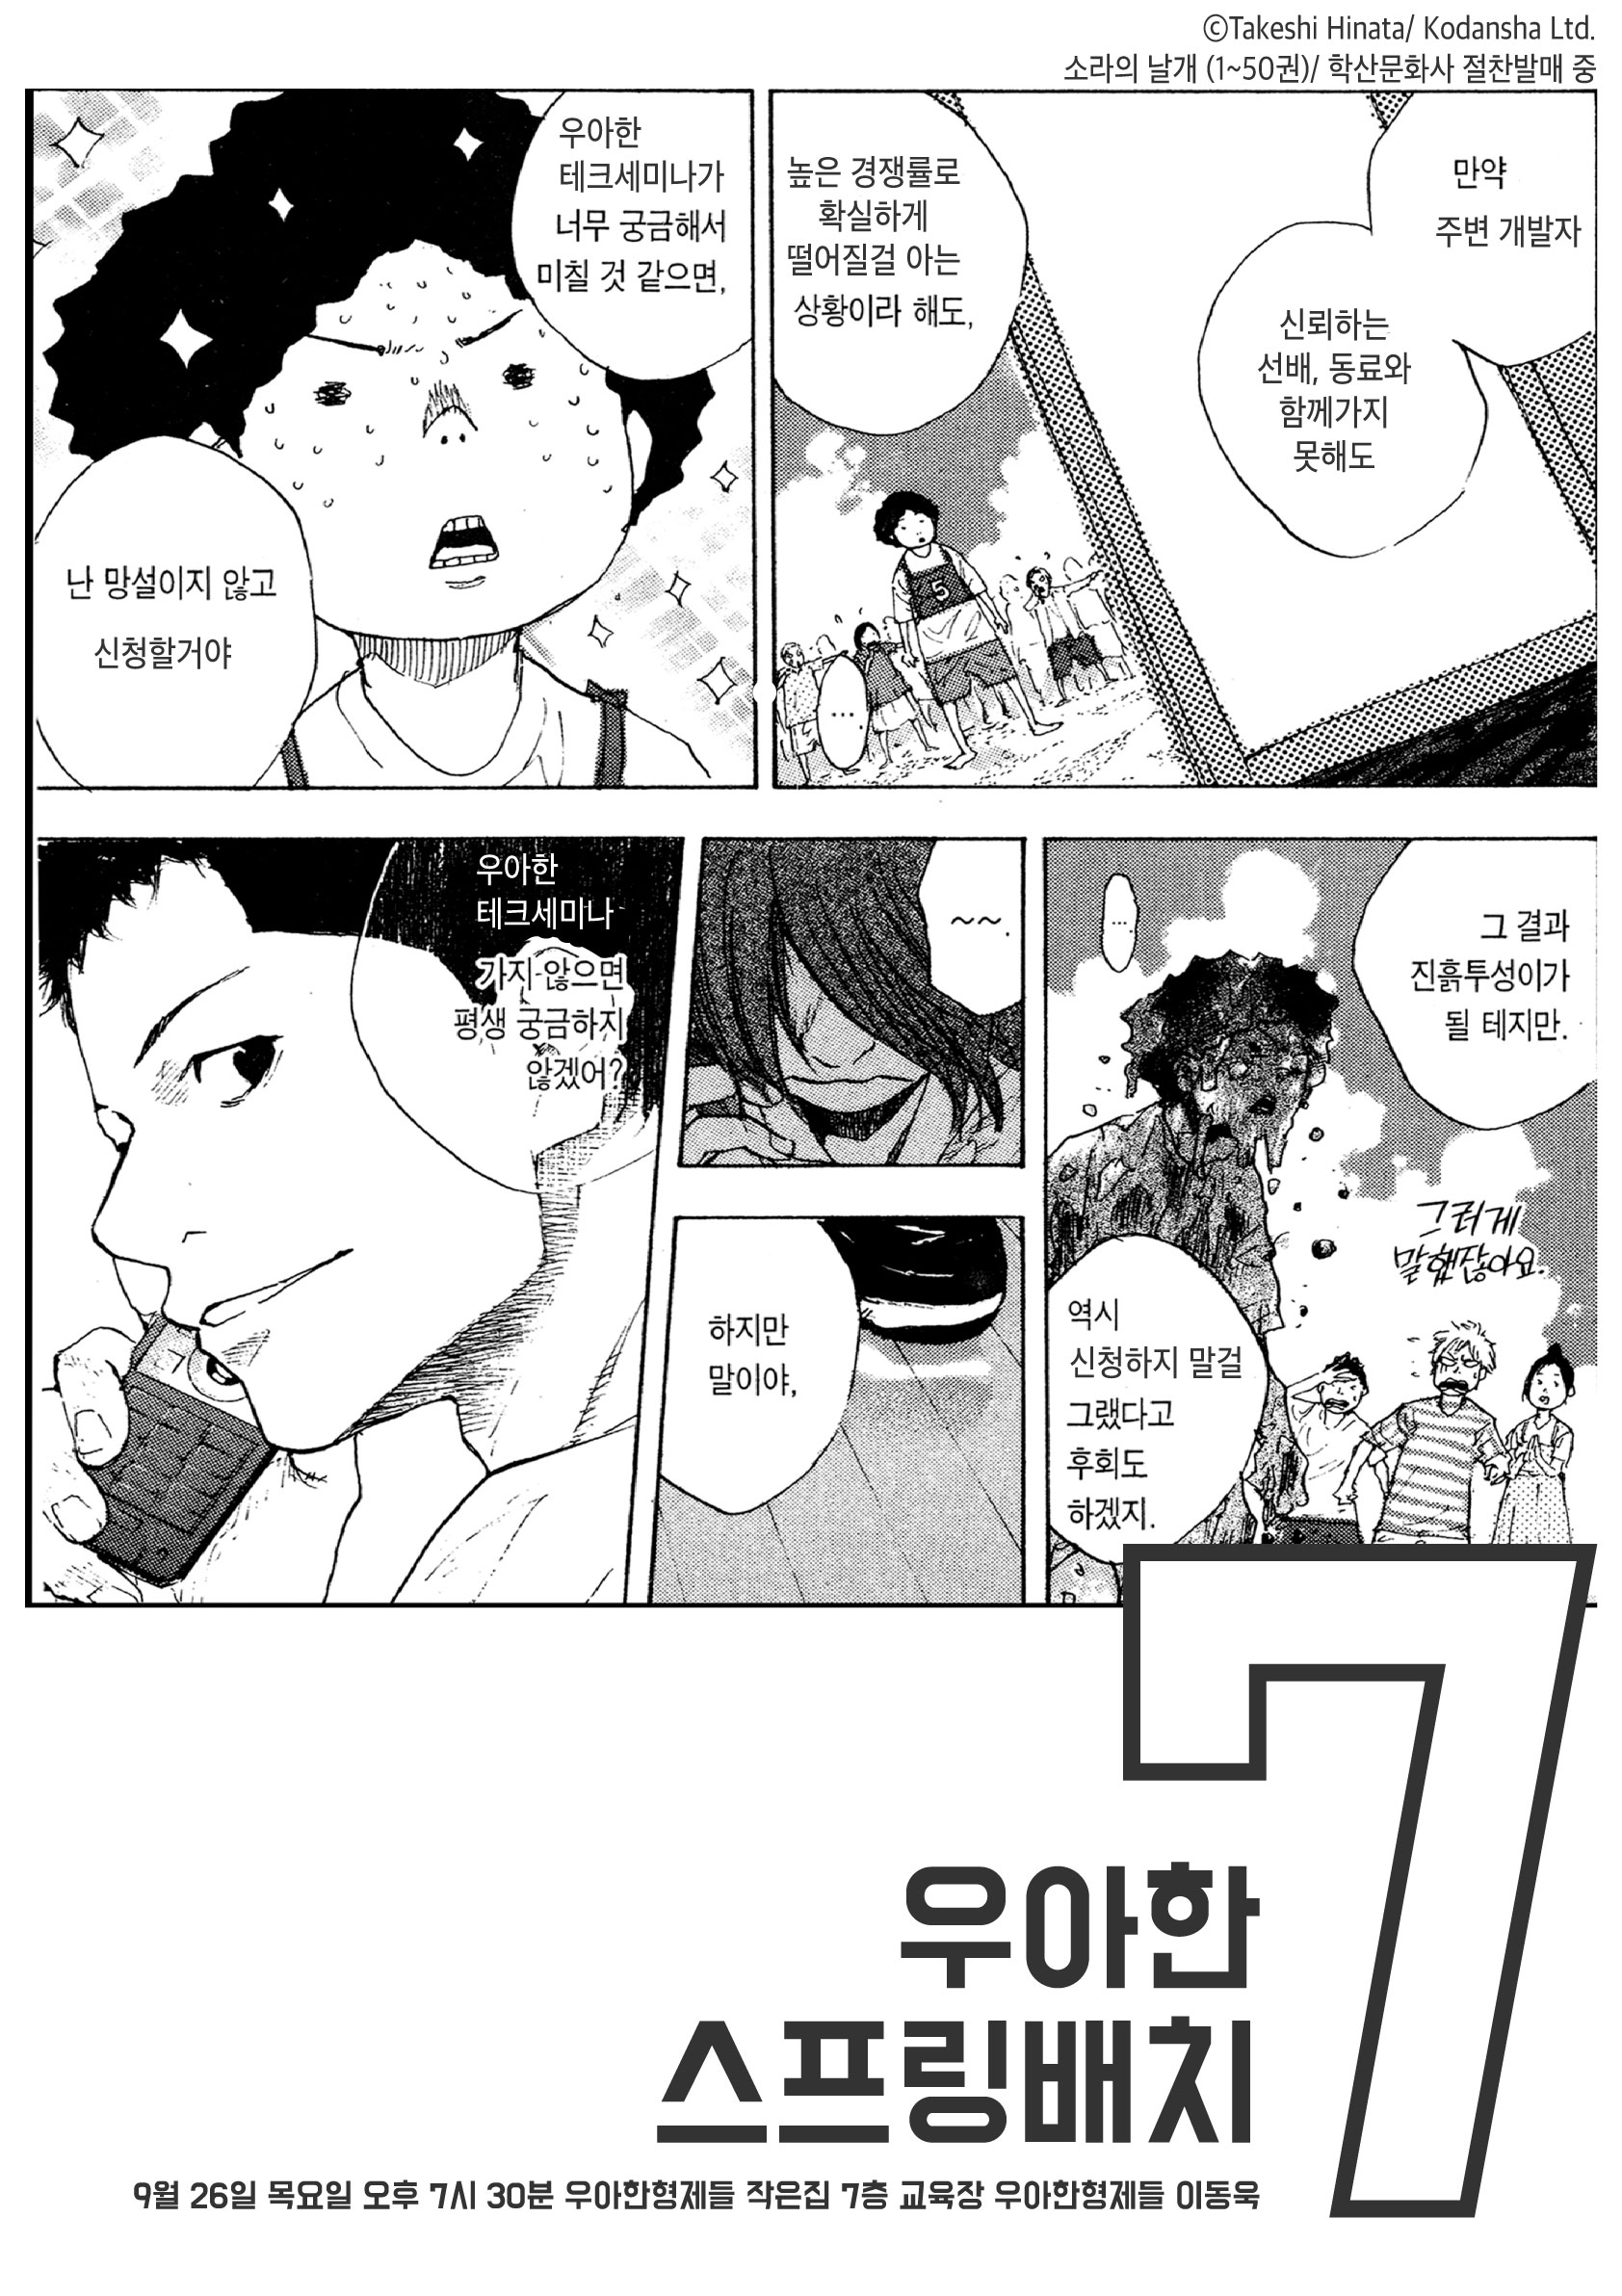 ©Takeshi Hinata/ Kodansha Ltd.
소라의 날개 (1~50권)/ 학산문화사 절찬발매 중
만약
주변 개발자
신뢰하는
선배, 동료와
함께가지
못해도
높은 경쟁률로
확실하게
떨어질걸 아는
상황이라 해도,
5
...
우아한
테크세미나가
너무 궁금해서
미칠 것 같으면,
난 망설이지 않고
신청할거야
그 결과
진흙투성이가
될 테지만.
...
그러게
말했잖아요.
역시
신청하지 말걸
그랬다고
후회도
하겠지.
~~.
하지만
말이야,
우아한
테크세미나
가지 않으면
평생 궁금하지
않겠어?
7
우아한
스프링배치
9월 26일 목요일 오후 7시 30분 우아한형제들 작은집 7층 교육장 우아한형제들 이동욱